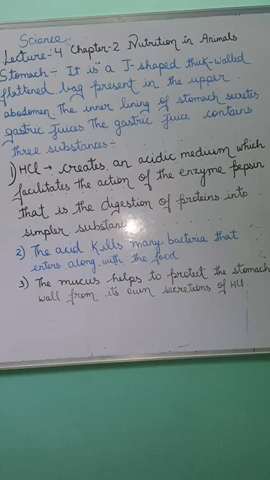 Science
Lecture:-4 Chapter-2 Nutrition in Animals
Stomach:- It is a J-shaped thick-walled
flattened bag present in the upper
abdomen. The inner lining of stomach secretes
gastric juices. The gastric juice contains
three substances:-
1) HCl → creates an acidic medium which
facilitates the action of the enzyme pepsin
that is the digestion of proteins into
simpler substance
2) The acid kills many bacteria that
enters along with the food
3) The mucus helps to protect the stomach
wall from its own secretions of HCl.